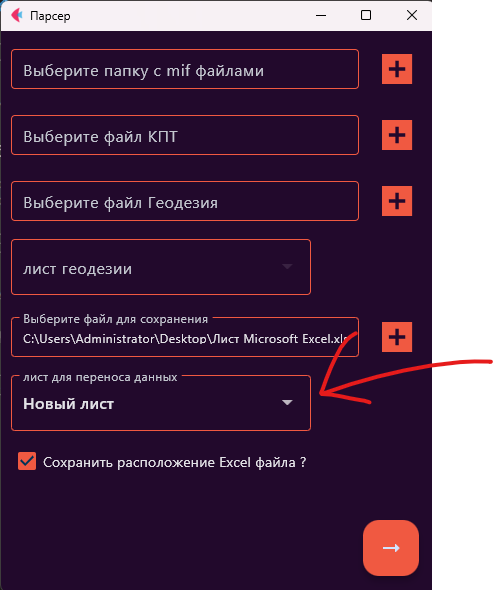 Парсер
Выберите папку с mif файлами
Выберите файл КПТ
Выберите файл Геодезия
лист геодезии
Выберите файл для сохранения
C:\Users\Administrator\Desktop\Лист Microsoft Excel.xls
лист для переноса данных
Новый лист
Сохранить расположение Excel файла ?